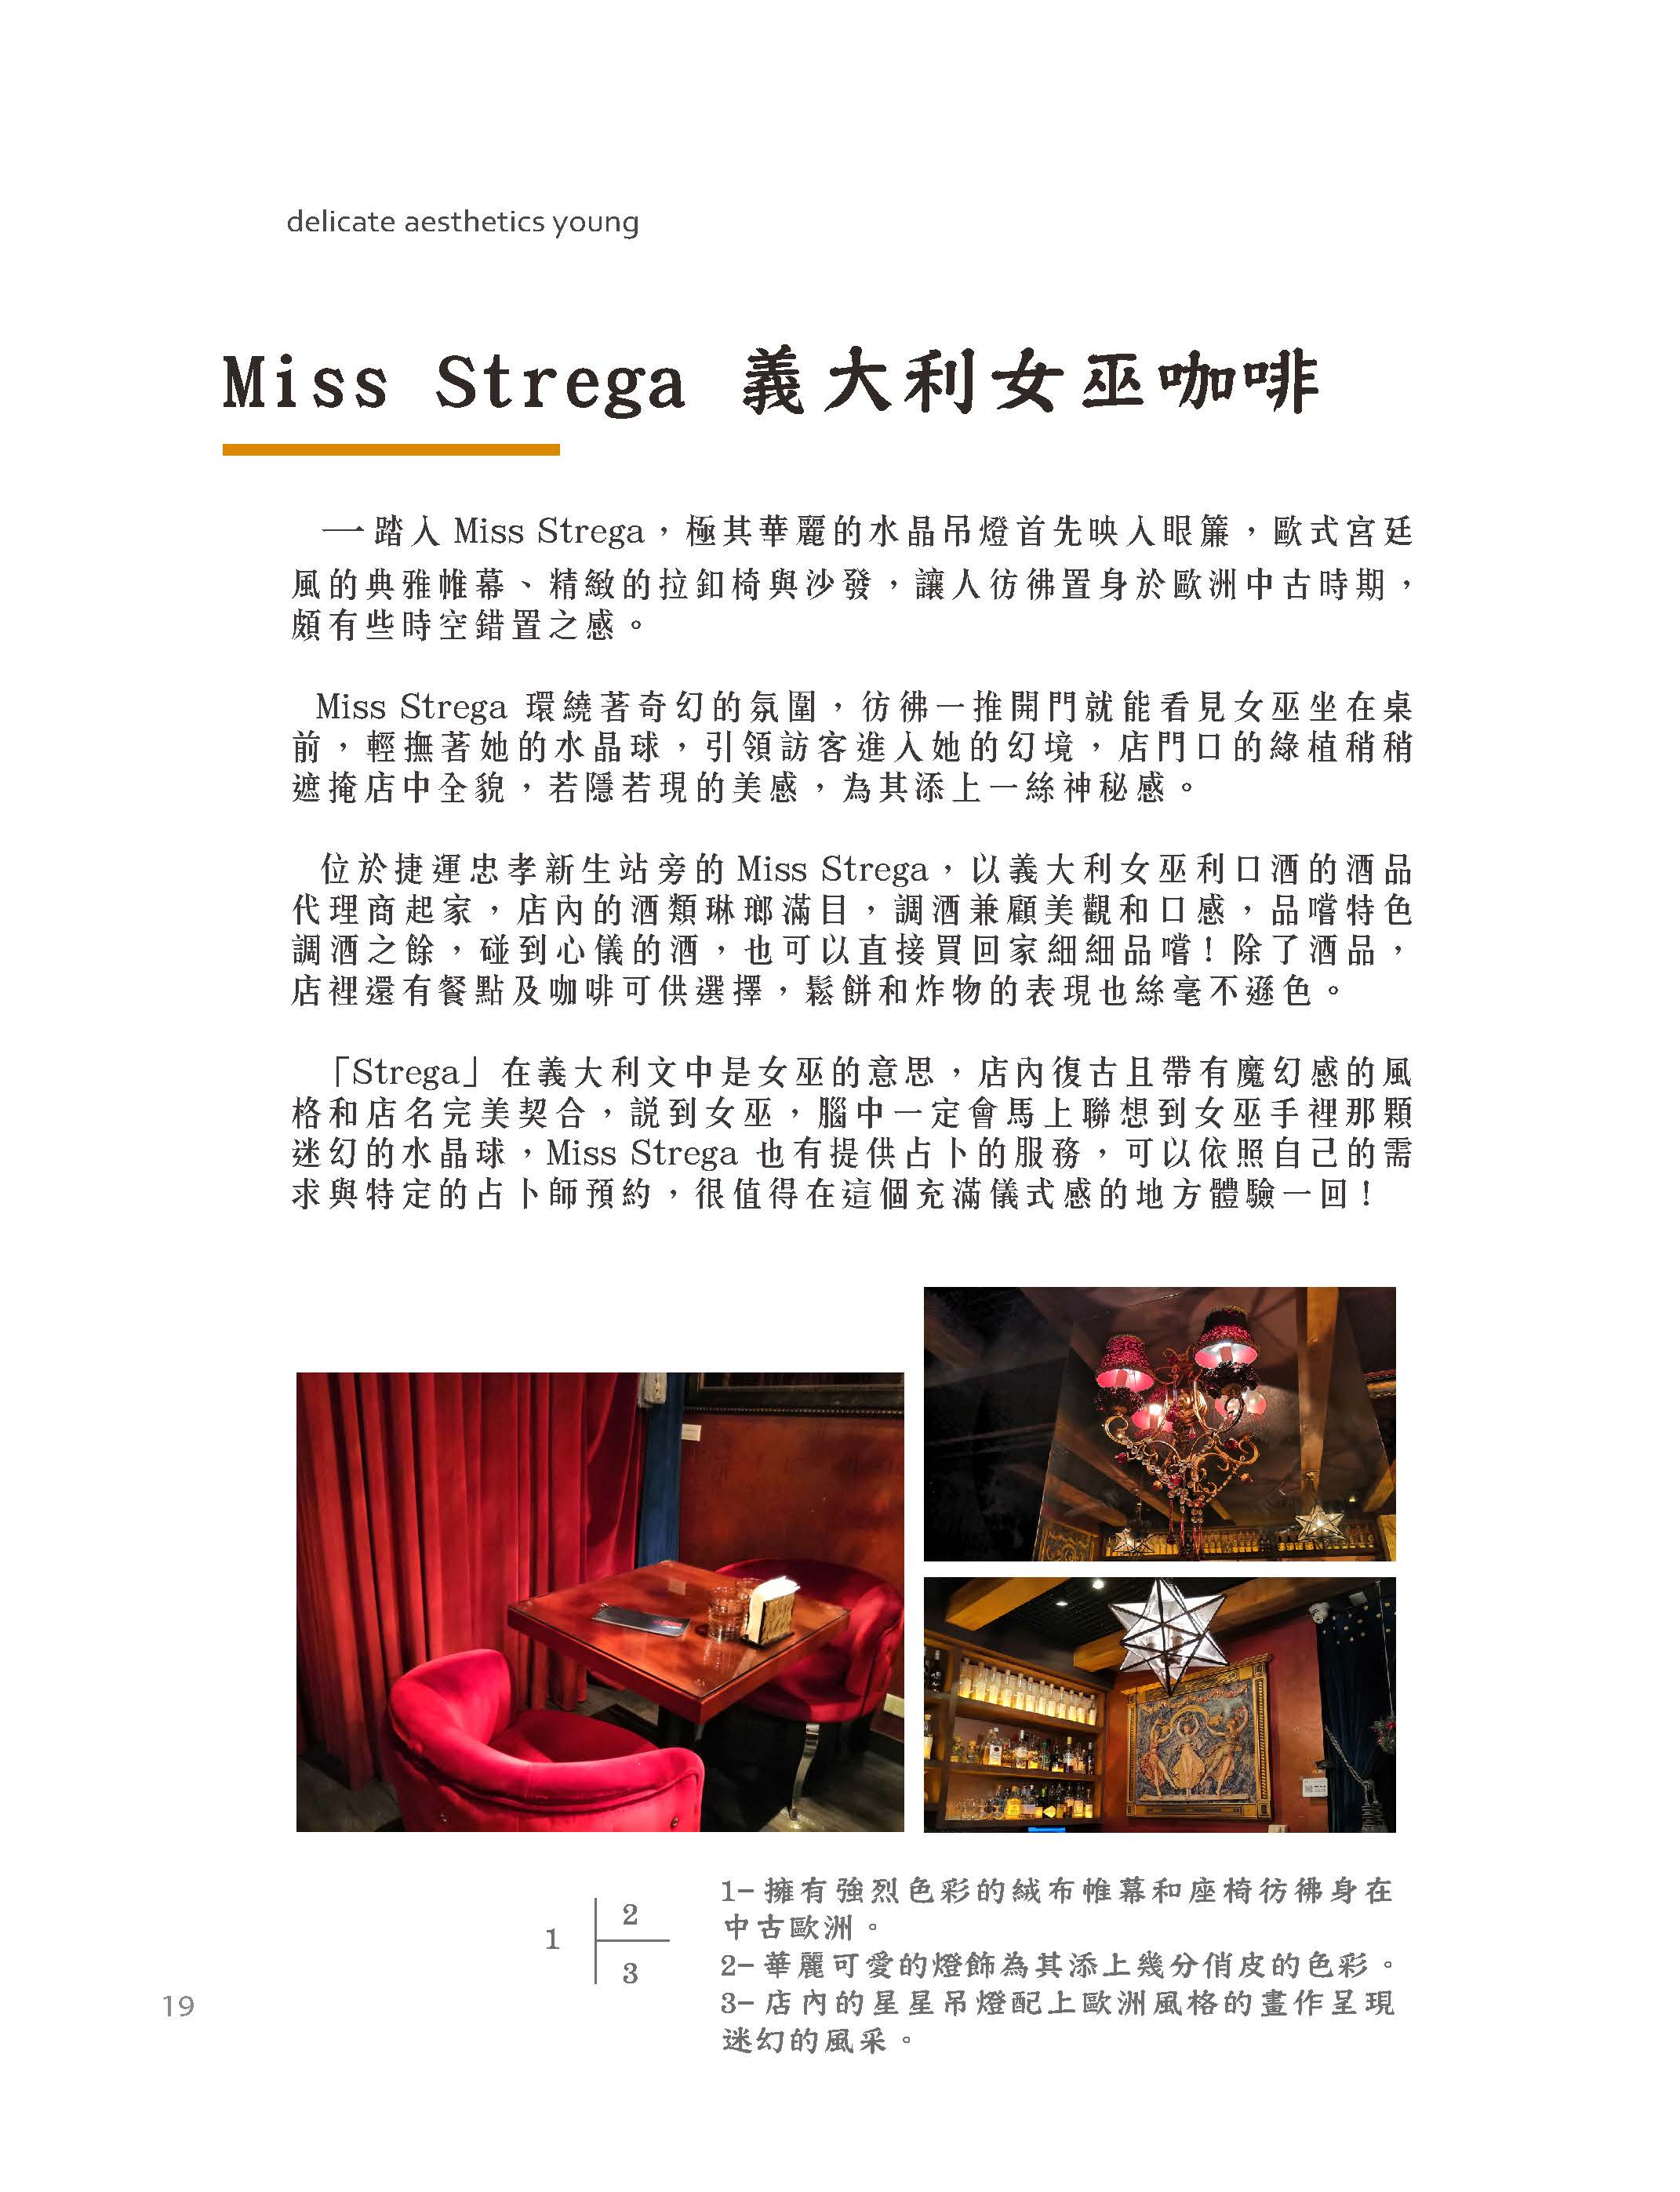 delicate aesthetics young
Miss Strega 義大利女巫咖啡
一踏入 Miss Strega，極其華麗的水晶吊燈首先映入眼簾，歐式宮廷
風的典雅帷幕、精緻的拉釦椅與沙發，讓人彷彿置身於歐洲中古時期，
頗有些時空錯置之感。
Miss Strega 環繞著奇幻的氛圍，彷彿一推開門就能看見女巫坐在桌
前，輕撫著她的水晶球，引領訪客進入她的幻境，店門口的綠植稍稍
遮掩店中全貌，若隱若現的美感，為其添上一絲神秘感。
位於捷運忠孝新生站旁的 Miss Strega，以義大利女巫利口酒的酒品
代理商起家，店內的酒類琳瑯滿目，調酒兼顧美觀和口感，品嚐特色
調酒之餘，碰到心儀的酒，也可以直接買回家細細品嚐！除了酒品，
店裡還有餐點及咖啡可供選擇，鬆餅和炸物的表現也絲毫不遜色。
「Strega」在義大利文中是女巫的意思，店內復古且帶有魔幻感的風
格和店名完美契合，說到女巫，腦中一定會馬上聯想到女巫手裡那顆
迷幻的水晶球，Miss Strega 也有提供占卜的服務，可以依照自己的需
求與特定的占卜師預約，很值得在這個充滿儀式感的地方體驗一回！
1
2
3
1-擁有強烈色彩的絨布帷幕和座椅彷彿身在
中古歐洲。
2-華麗可愛的燈飾為其添上幾分俏皮的色彩。
3-店內的星星吊燈配上歐洲風格的畫作呈現
迷幻的風采。
19